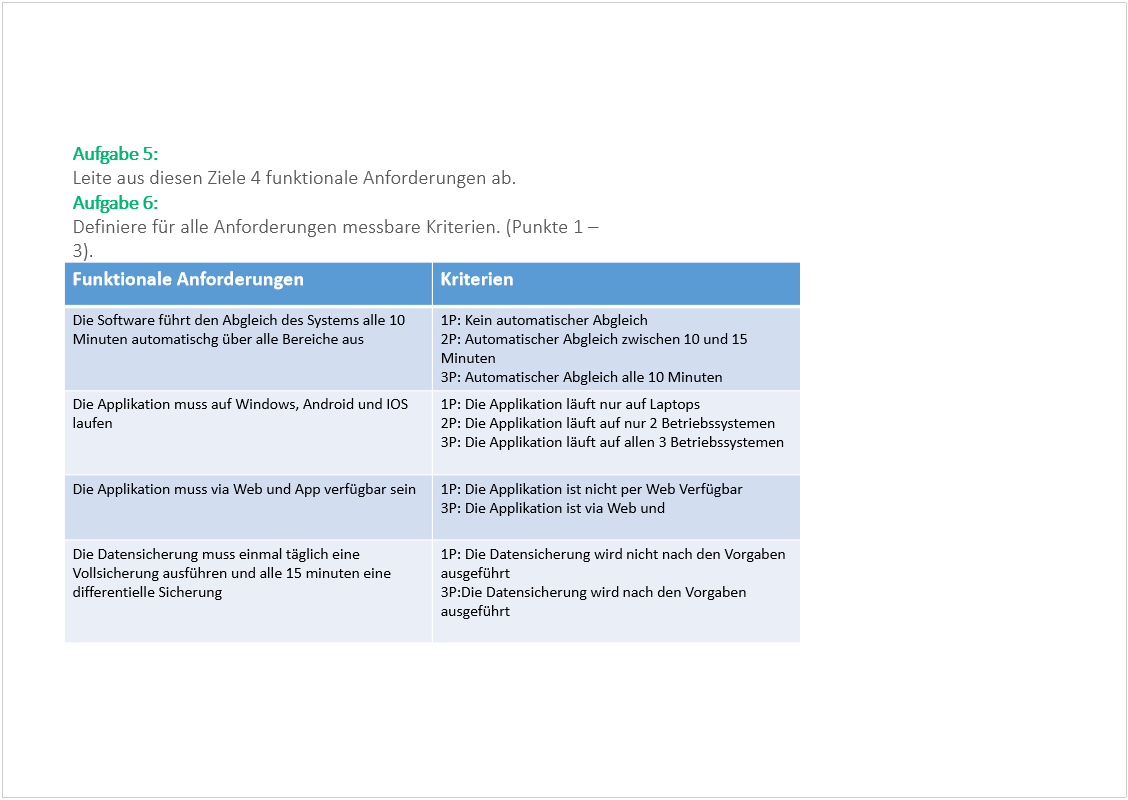 Aufgabe 5:
Leite aus diesen Ziele 4 funktionale Anforderungen ab.
Aufgabe 6:
Definiere für alle Anforderungen messbare Kriterien. (Punkte 1 –
3).
Funktionale Anforderungen
Kriterien
Die Software führt den Abgleich des Systems alle 10
Minuten automatischg über alle Bereiche aus
1P: Kein automatischer Abgleich
2P: Automatischer Abgleich zwischen 10 und 15
Minuten
3P: Automatischer Abgleich alle 10 Minuten
Die Applikation muss auf Windows, Android und IOS
laufen
1P: Die Applikation läuft nur auf Laptops
2P: Die Applikation läuft auf nur 2 Betriebssystemen
3P: Die Applikation läuft auf allen 3 Betriebssystemen
Die Applikation muss via Web und App verfügbar sein
1P: Die Applikation ist nicht per Web Verfügbar
3P: Die Applikation ist via Web und
Die Datensicherung muss einmal täglich eine
Vollsicherung ausführen und alle 15 minuten eine
differentielle Sicherung
1P: Die Datensicherung wird nicht nach den Vorgaben
ausgeführt
3P:Die Datensicherung wird nach den Vorgaben
ausgeführt